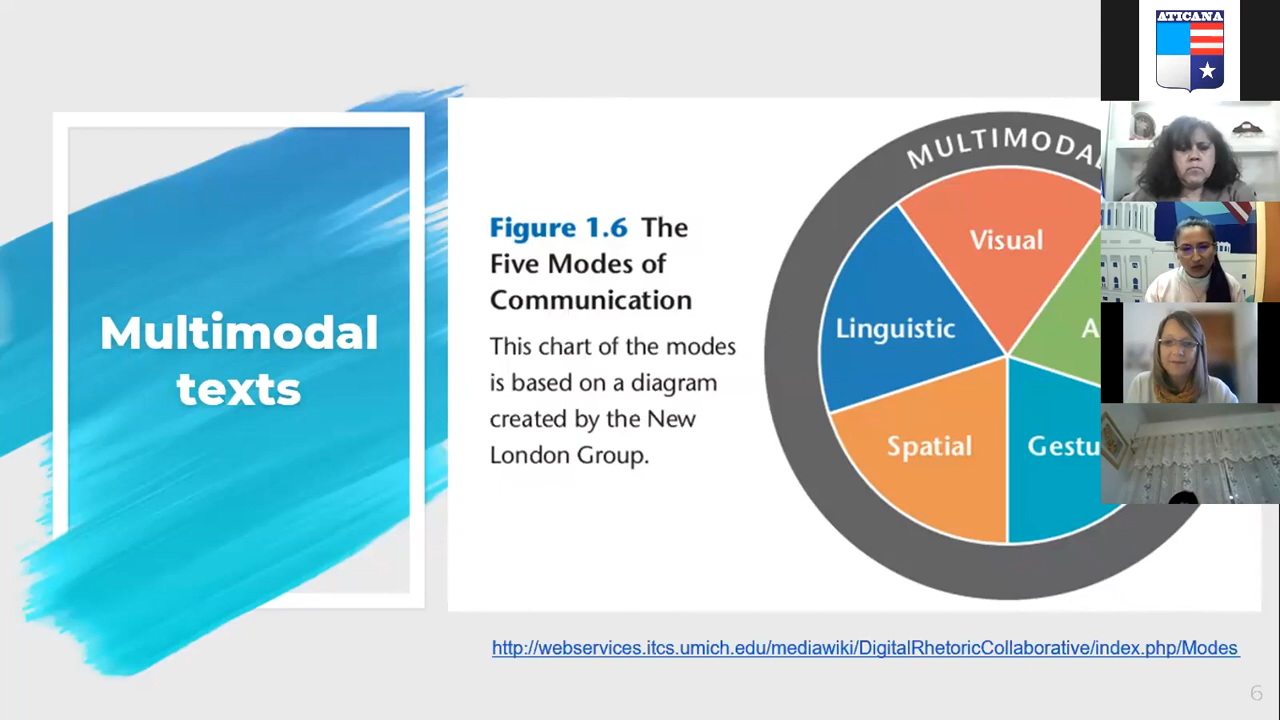 ATICANA
MULTIMODA
Figure 1.6 The
Five Modes of
Communication
This chart of the modes
is based on a diagram
created by the New
London Group.
Visual
Linguistic
A
Spatial
Gestu
Multimodal
texts
http://webservices.itcs.umich.edu/mediawiki/DigitalRhetoricCollaborative/index.php/Modes
6